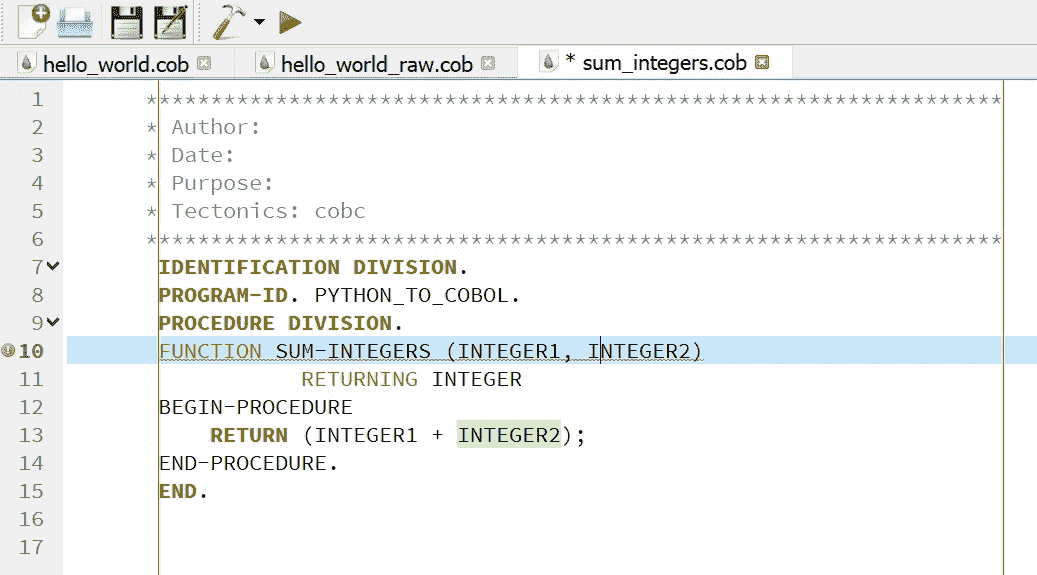 hello_world.cob
hello_world_raw.cob
* sum_integers.cob
1 ******************************************************************
2 * Author:
3 * Date:
4 * Purpose:
5 * Tectonics: cobc
6 ******************************************************************
7 IDENTIFICATION DIVISION.
8 PROGRAM-ID. PYTHON_TO_COBOL.
9 PROCEDURE DIVISION.
10 FUNCTION SUM-INTEGERS (INTEGER1, INTEGER2)
11 RETURNING INTEGER
12 BEGIN-PROCEDURE
13 RETURN (INTEGER1 + INTEGER2);
14 END-PROCEDURE.
15 END.
16
17